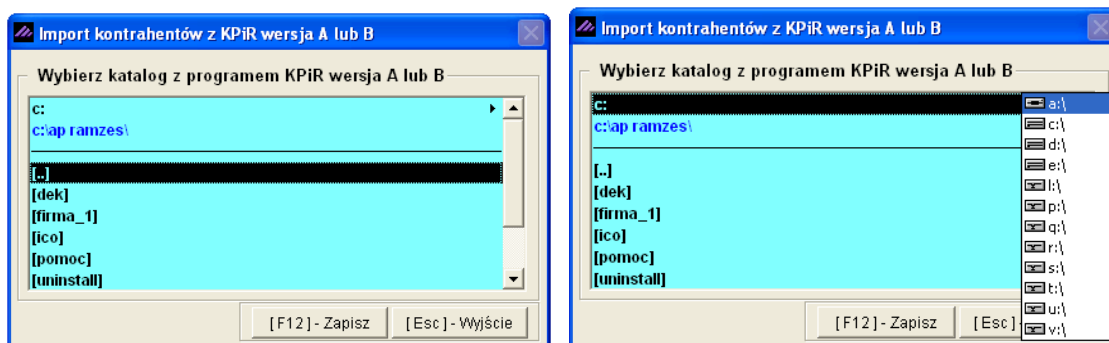 Import kontrahentów z KPiR wersja A lub B
Wybierz katalog z programem KPiR wersja A lub B
c:
c:\ap ramzes\
[..]
[dek]
[firma_1]
[ico]
[pomoc]
[uninstall]
[F12] - Zapisz
[Esc] - Wyjście
Import kontrahentów z KPiR wersja A lub B
Wybierz katalog z programem KPiR wersja A lub B
c:
c:\ap ramzes\
[..]
[dek]
[firma_1]
[ico]
[pomoc]
[uninstall]
[F12] - Zapisz
[Esc]
a:\
c:\
d:\
e:\
l:\
p:\
q:\
r:\
s:\
t:\
u:\
v:\